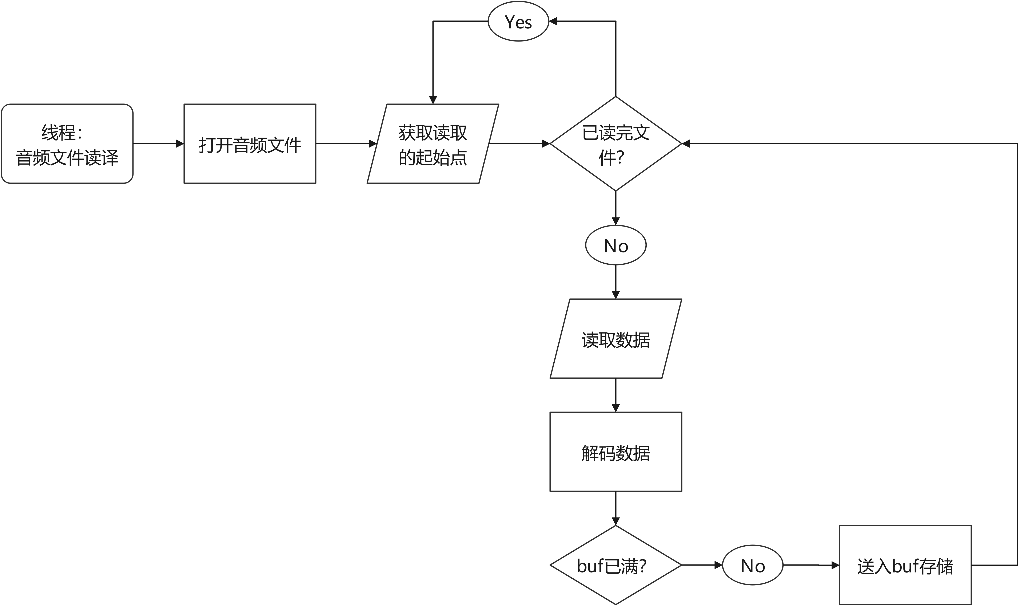 Yes
线程：
音频文件读译
打开音频文件
获取读取
的起始点
已读完文
件？
No
读取数据
解码数据
buf已满？
No
送入buf存储